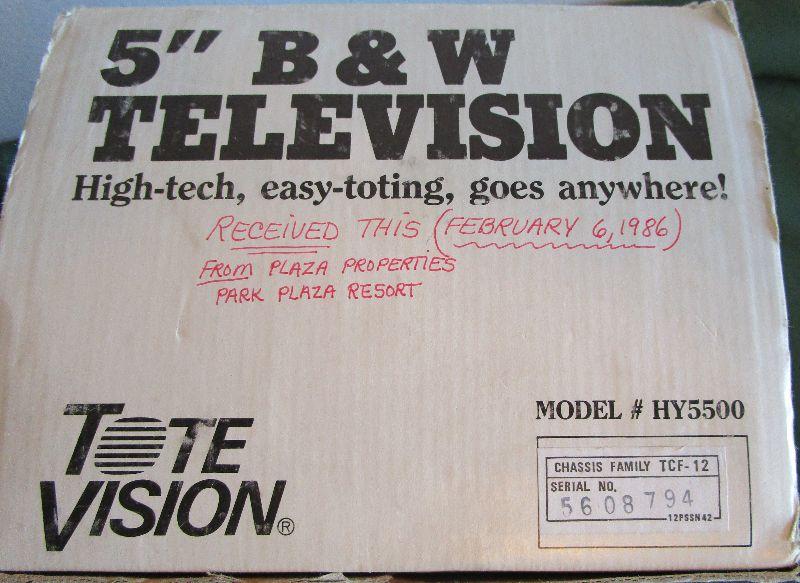 5" B & W
TELEVISION
High-tech, easy-toting, goes anywhere!
RECEIVED THIS (FEBRUARY 6, 1986)
FROM PLAZA PROPERTIES
PARK PLAZA RESORT
TOTE
VISION®
MODEL # HY5500
CHASSIS FAMILY TCF-12
SERIAL NO.
5608794
12PSSN42